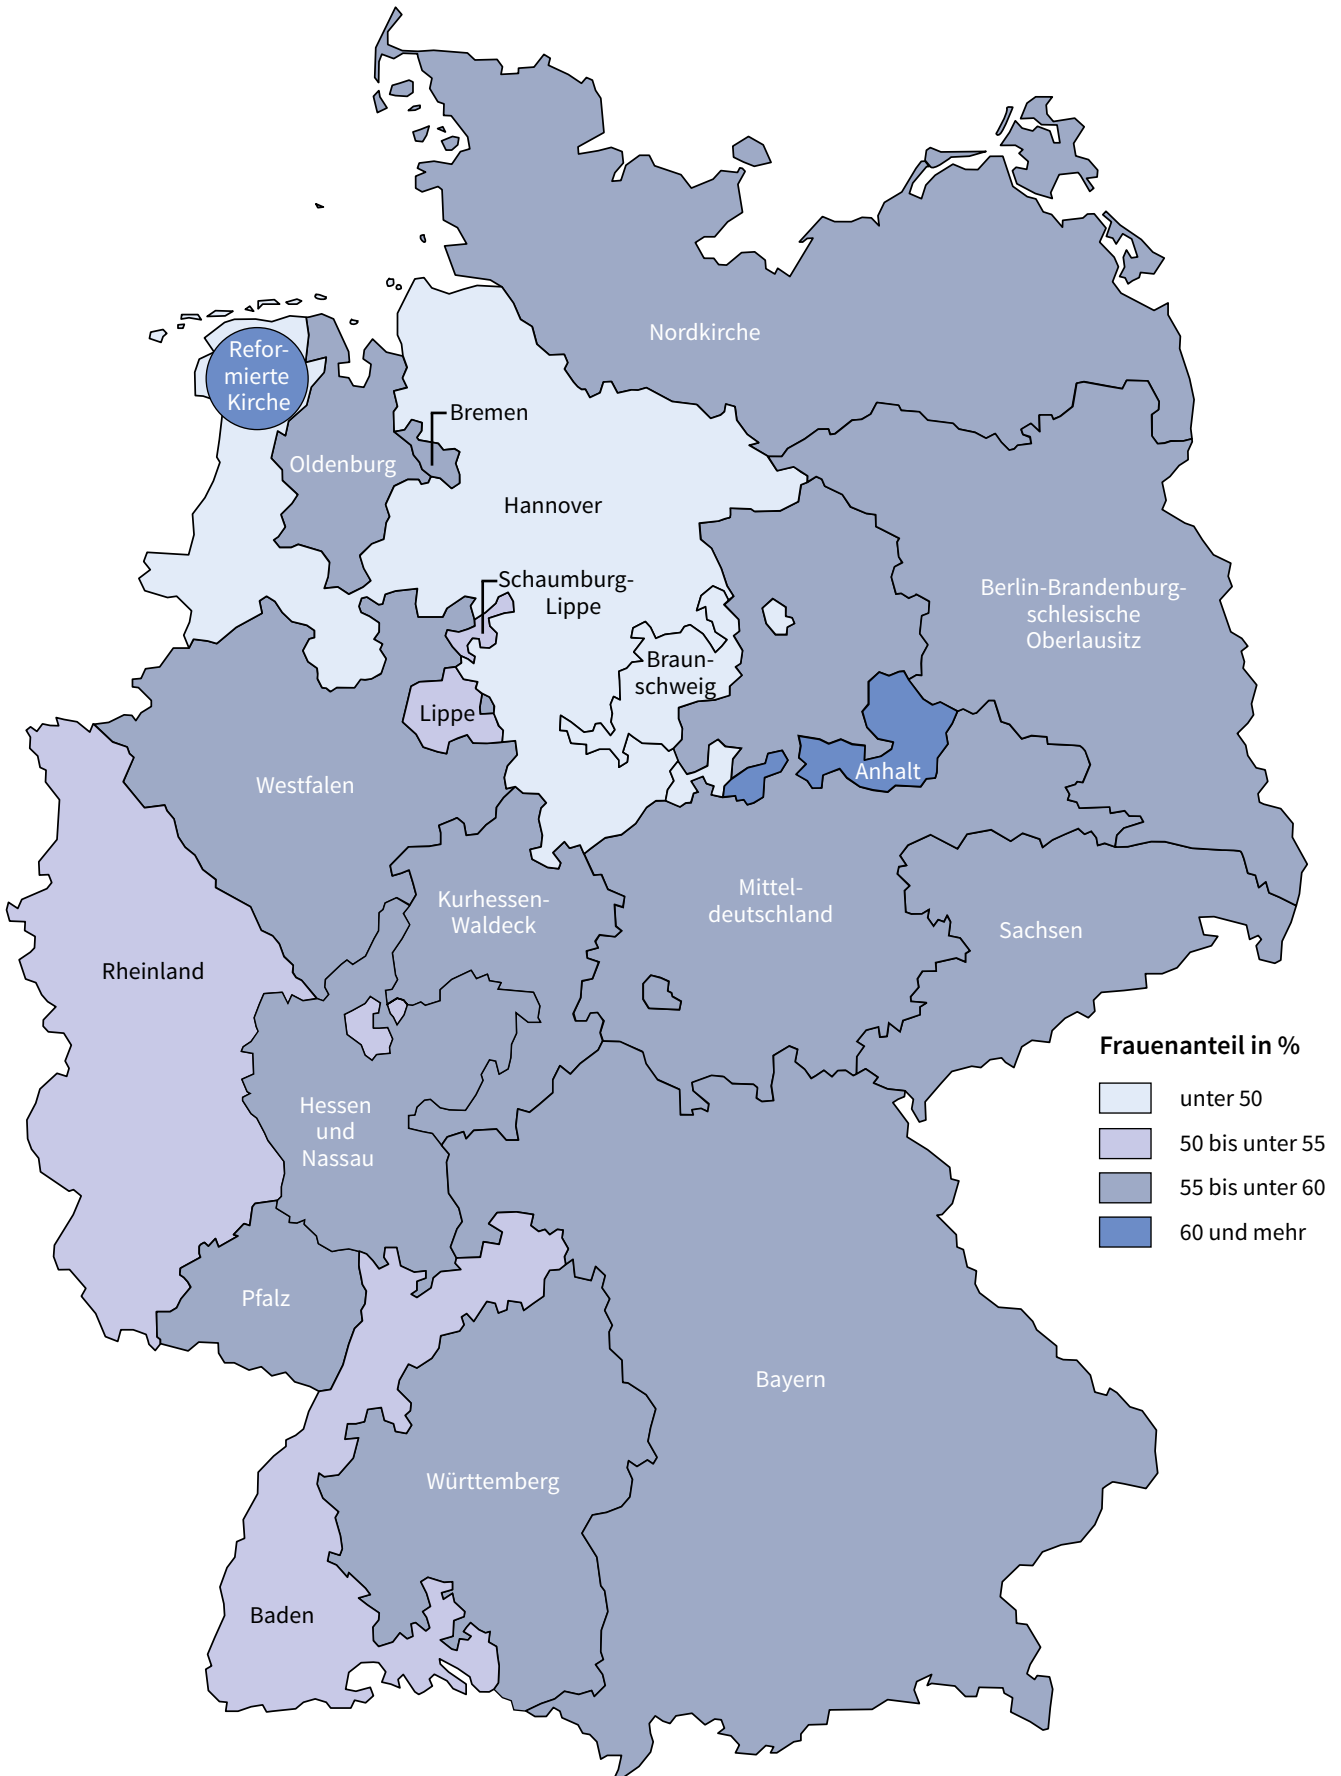 Nordkirche
Refor-
mierte
Kirche
Bremen
Oldenburg
Hannover
Schaumburg-
Lippe
Berlin-Brandenburg-
schlesische
Oberlausitz
Braun-
schweig
Lippe
Anhalt
Westfalen
Kurhessen-
Waldeck
Mittel-
deutschland
Sachsen
Rheinland
Frauenanteil in %
unter 50
50 bis unter 55
55 bis unter 60
60 und mehr
Hessen
und
Nassau
Pfalz
Bayern
Württemberg
Baden